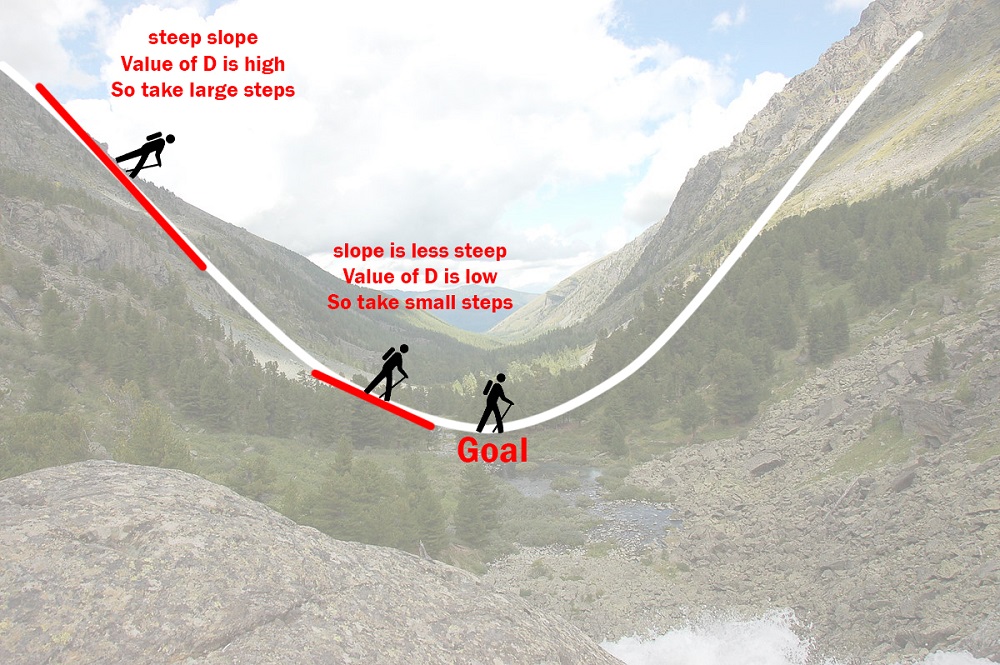 steep slope
Value of D is high
So take large steps
slope is less steep
Value of D is low
So take small steps
Goal